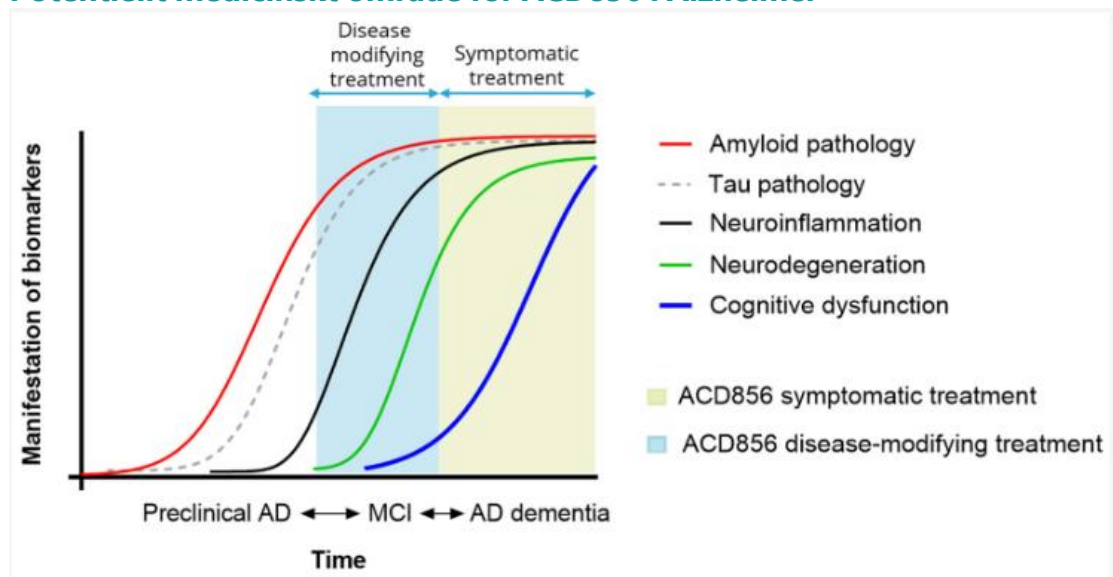 Disease
modifying
treatment
Symptomatic
treatment
Manifestation of biomarkers
Amyloid pathology
Tau pathology
Neuroinflammation
Neurodegeneration
Cognitive dysfunction
ACD856 symptomatic treatment
ACD856 disease-modifying treatment
Preclinical AD
MCI
AD dementia
Time